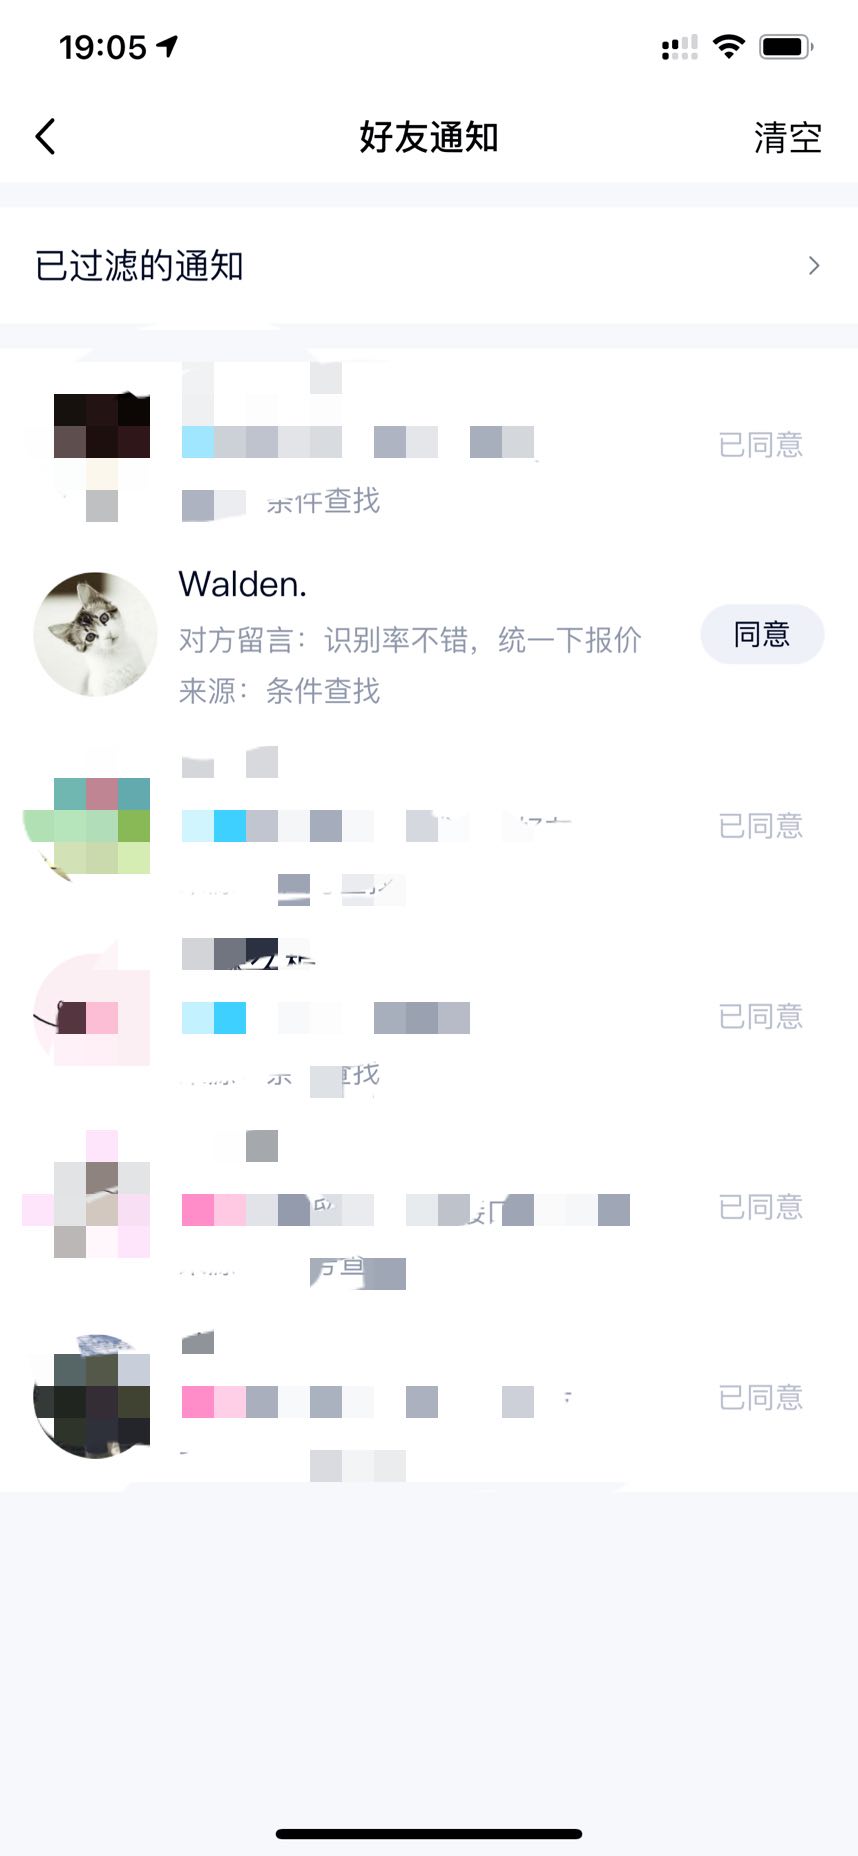 19:05
好友通知
清空
已过滤的通知
已同意
条件查找
Walden.
对方留言：识别率不错，统一下报价
同意
来源：条件查找
已同意
已同意
查找
已同意
已同意